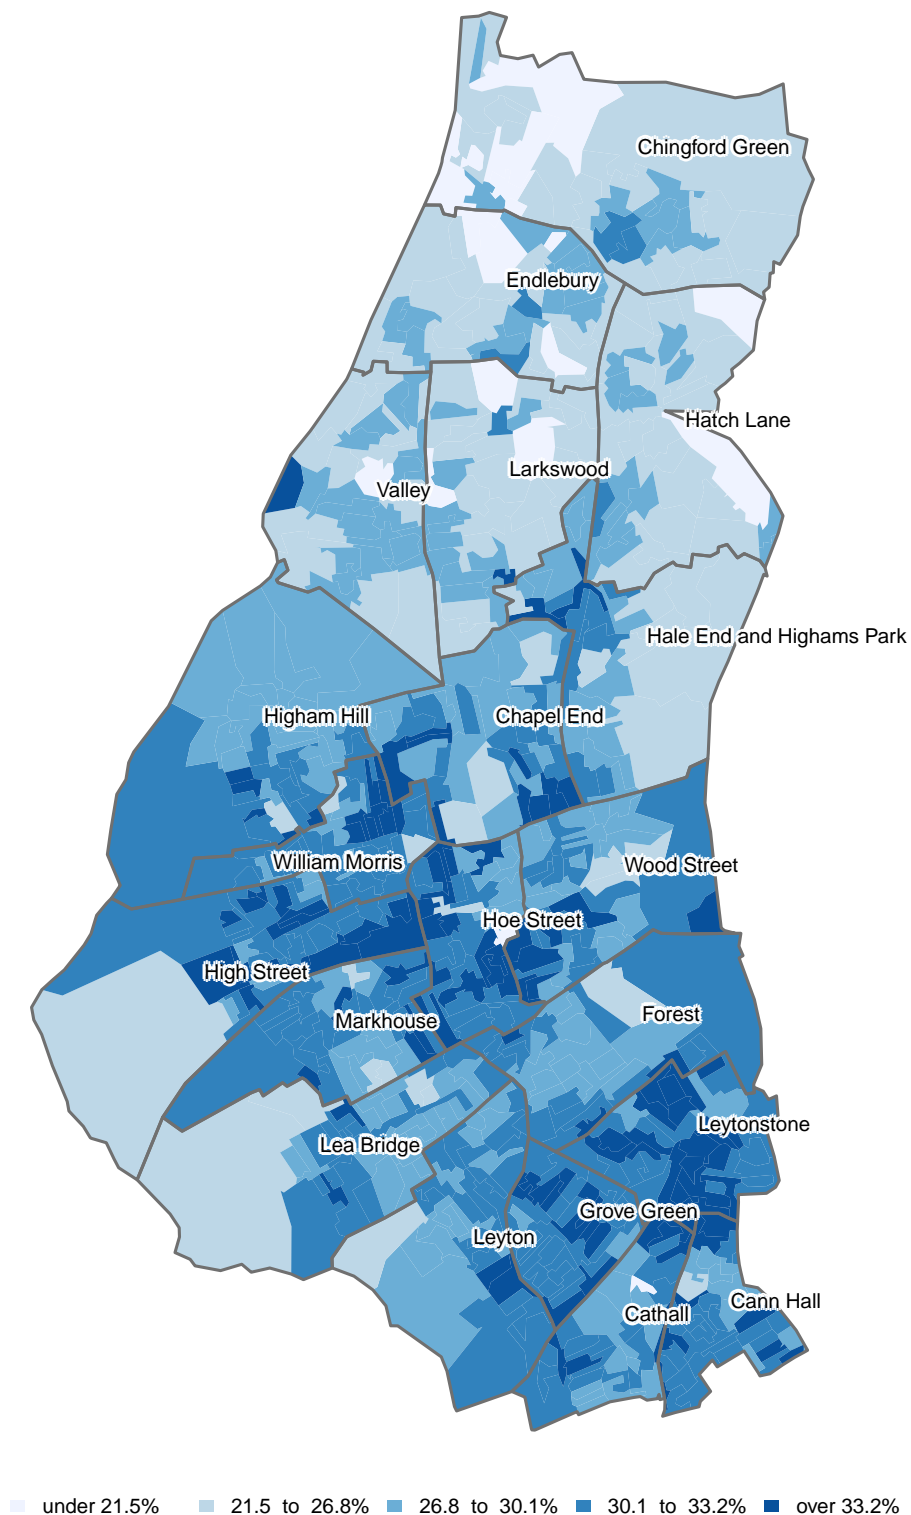 Chingford Green
Endlebury
Hatch Lane
Larkswood
Valley
Hale End and Highams Park
Higham Hill
Chapel End
William Morris
Wood Street
Hoe Street
High Street
Markhouse
Forest
Leytonstone
Lea Bridge
Grove Green
Leyton
Cann Hall
Cathall
under 21.5% 21.5 to 26.8% 26.8 to 30.1% 30.1 to 33.2% over 33.2%